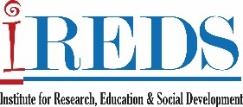 iREDS
Institute for Research, Education & Social Development